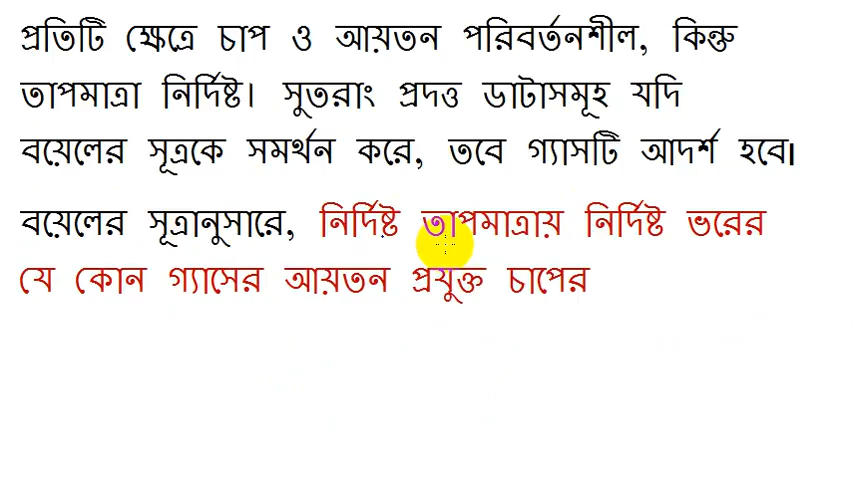 প্রতিটি ক্ষেত্রে চাপ ও আয়তন পরিবর্তনশীল, কিন্তু
তাপমাত্রা নির্দিষ্ট। সুতরাং প্রদত্ত ডাটাসমূহ যদি
বয়েলের সূত্রকে সমর্থন করে, তবে গ্যাসটি আদর্শ হবে।
বয়েলের সূত্রানুসারে, নির্দিষ্ট তাপমাত্রায় নির্দিষ্ট ভরের
যে কোন গ্যাসের আয়তন প্রযুক্ত চাপের